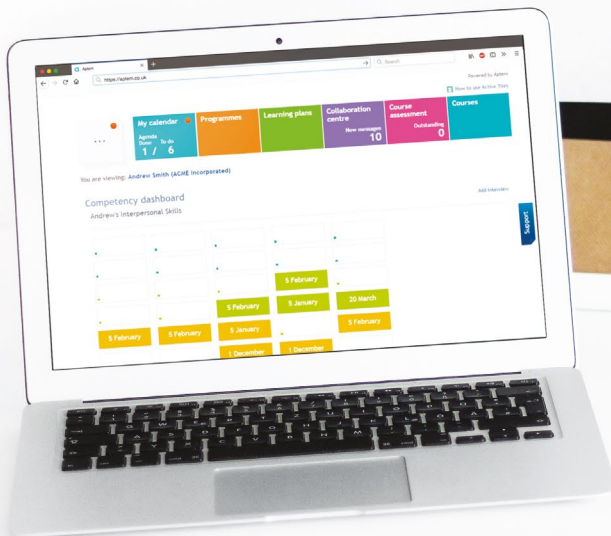 Aptem
https://aptem.co.uk
Search
Powered by Aptem
How to use Active Tiles
My calendar
Agenda
Done To do
1 / 6
Programmes
Learning plans
Collaboration
centre
New messages
10
Course
assessment
Outstanding
0
Courses
You are viewing: Andrew Smith (ACME Incorporated)
Competency dashboard
Add interview
Andrew's Interpersonal Skills
Support
5 February
5 February
5 January
20 March
5 February
5 February
5 January
5 February
1 December
1 December